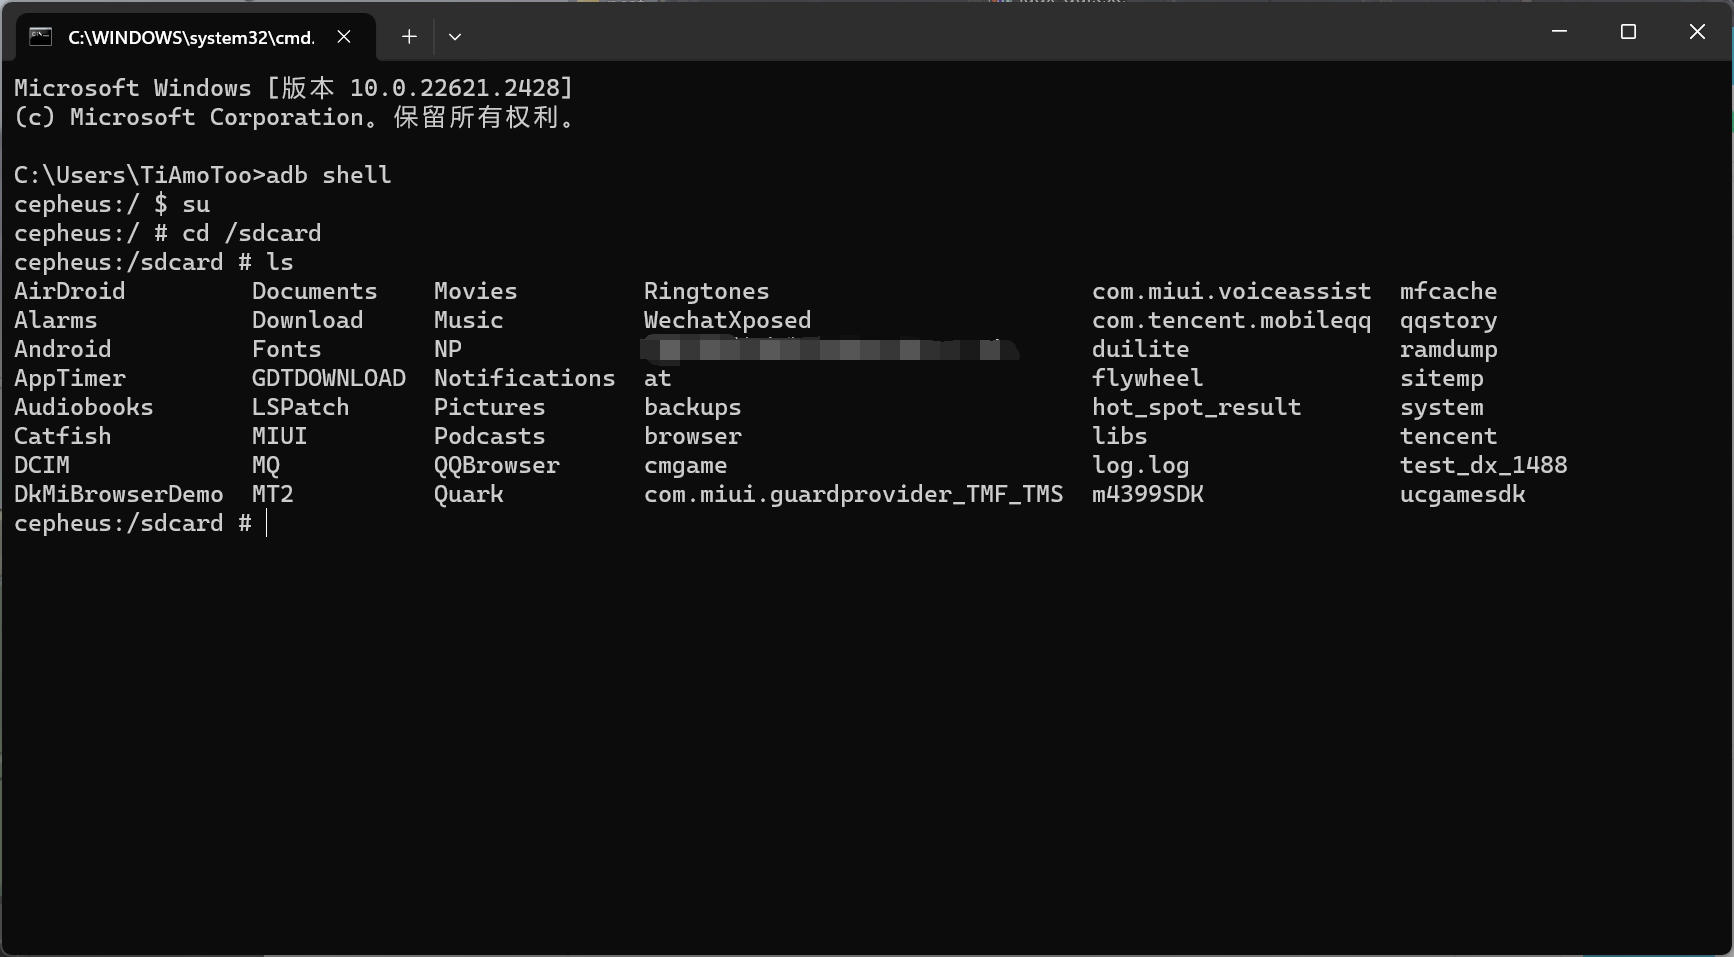 C:\WINDOWS\system32\cmd.
Microsoft Windows [版本 10.0.22621.2428]
(c) Microsoft Corporation。保留所有权利。
C:\Users\TiAmoToo>adb shell
cepheus:/ $ su
cepheus:/ # cd /sdcard
cepheus:/sdcard # ls
AirDroid Documents Movies Ringtones com.miui.voiceassist mfcache
Alarms Download Music WechatXposed com.tencent.mobileqq qqstory
Android Fonts NP duilite ramdump
AppTimer GDTDOWNLOAD Notifications at flywheel sitemp
Audiobooks LSPatch Pictures backups hot_spot_result system
Catfish MIUI Podcasts browser libs tencent
DCIM MQ QQBrowser cmgame log.log test_dx_1488
DkMiBrowserDemo MT2 Quark com.miui.guardprovider_TMF_TMS m4399SDK ucgamesdk
cepheus:/sdcard #